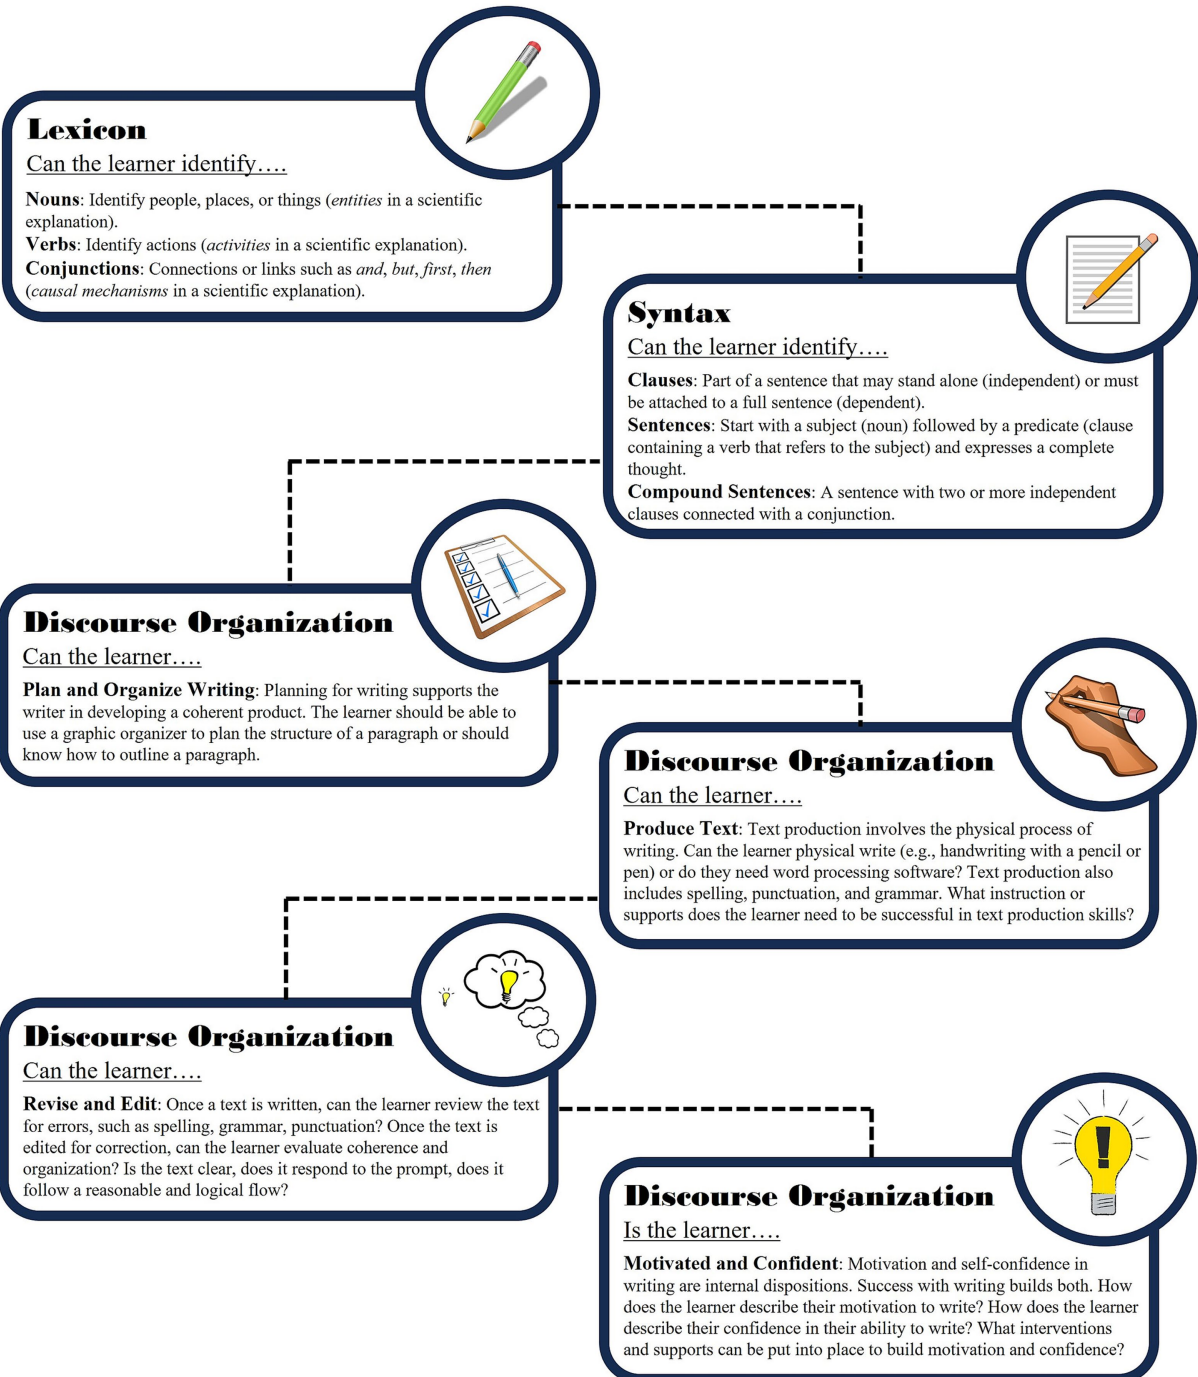 Lexicon
Can the learner identify….
Nouns: Identify people, places, or things (entities in a scientific
explanation).
Verbs: Identify actions (activities in a scientific explanation).
Conjunctions: Connections or links such as and, but, first, then
(causal mechanisms in a scientific explanation).
Syntax
Can the learner identify….
Clauses: Part of a sentence that may stand alone (independent) or must
be attached to a full sentence (dependent).
Sentences: Start with a subject (noun) followed by a predicate (clause
containing a verb that refers to the subject) and expresses a complete
thought.
Compound Sentences: A sentence with two or more independent
clauses connected with a conjunction.
Discourse Organization
Can the learner….
Plan and Organize Writing: Planning for writing supports the
writer in developing a coherent product. The learner should be able to
use a graphic organizer to plan the structure of a paragraph or should
know how to outline a paragraph.
Discourse Organization
Can the learner….
Produce Text: Text production involves the physical process of
writing. Can the learner physical write (e.g., handwriting with a pencil or
pen) or do they need word processing software? Text production also
includes spelling, punctuation, and grammar. What instruction or
supports does the learner need to be successful in text production skills?
Discourse Organization
Can the learner….
Revise and Edit: Once a text is written, can the learner review the text
for errors, such as spelling, grammar, punctuation? Once the text is
edited for correction, can the learner evaluate coherence and
organization? Is the text clear, does it respond to the prompt, does it
follow a reasonable and logical flow?
Discourse Organization
Is the learner….
Motivated and Confident: Motivation and self-confidence in
writing are internal dispositions. Success with writing builds both. How
does the learner describe their motivation to write? How does the learner
describe their confidence in their ability to write? What interventions
and supports can be put into place to build motivation and confidence?